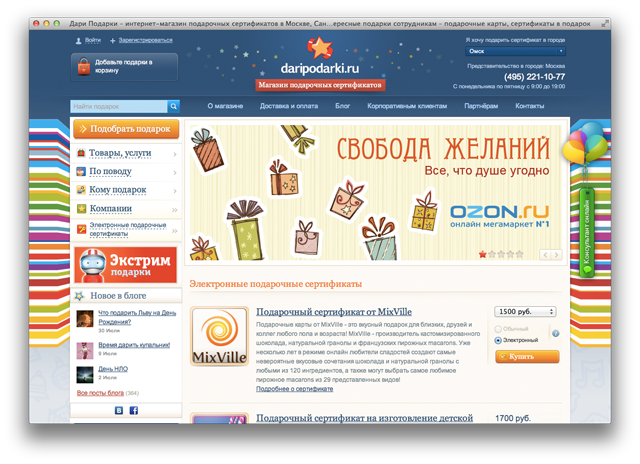 Дари Подарки - интернет-магазин подарочных сертификатов в Москве, Сан...ересные подарки сотрудникам - подарочные карты, сертификаты в подарок
Войти
Зарегистрироваться
Добавьте подарки в
корзину
daripodarki.ru
Магазин подарочных сертификатов
Я хочу подарить сертификат в городе
Омск
Представительство в городе: Москва
(495) 221-10-77
С понедельника по пятницу с 9:00 до 19:00
Найти подарок
О магазине
Доставка и оплата
Блог
Корпоративным клиентам
Партнёрам
Контакты
Подобрать подарок
Товары, услуги
По поводу
Кому подарок
Компании
Электронные подарочные
сертификаты
Экстрим
подарки
Новое в блоге
Что подарить Льву на День
Рождения?
30 Июля
Время дарить купальник!
9 Июля
День НЛО
2 Июля
Все посты блога (364)
СВОБОДА ЖЕЛАНИЙ
Все, что душе угодно
OZON.RU
онлайн мегамаркет №1
Консультант онлайн
Электронные подарочные сертификаты
MixVille
Подарочный сертификат от MixVille
Подарочные карты от MixVille - это вкусный подарок для близких, друзей и
коллег любого пола и возраста! MixVille - производитель кастомизированного
шоколада, натуральной гранолы и французских пирожных macarons. Уже
несколько лет в режиме онлайн любители сладостей создают самые
невероятные вкусовые сочетания шоколада и натуральной гранолы с
любыми из 120 ингредиентов, а также могут выбрать самое любимое
пирожное macarons из 29 представленных видов!
Подробнее о сертификате
1500 руб.
Обычный
Электронный
Купить
Подарочный сертификат на изготовление детской
1700 руб.